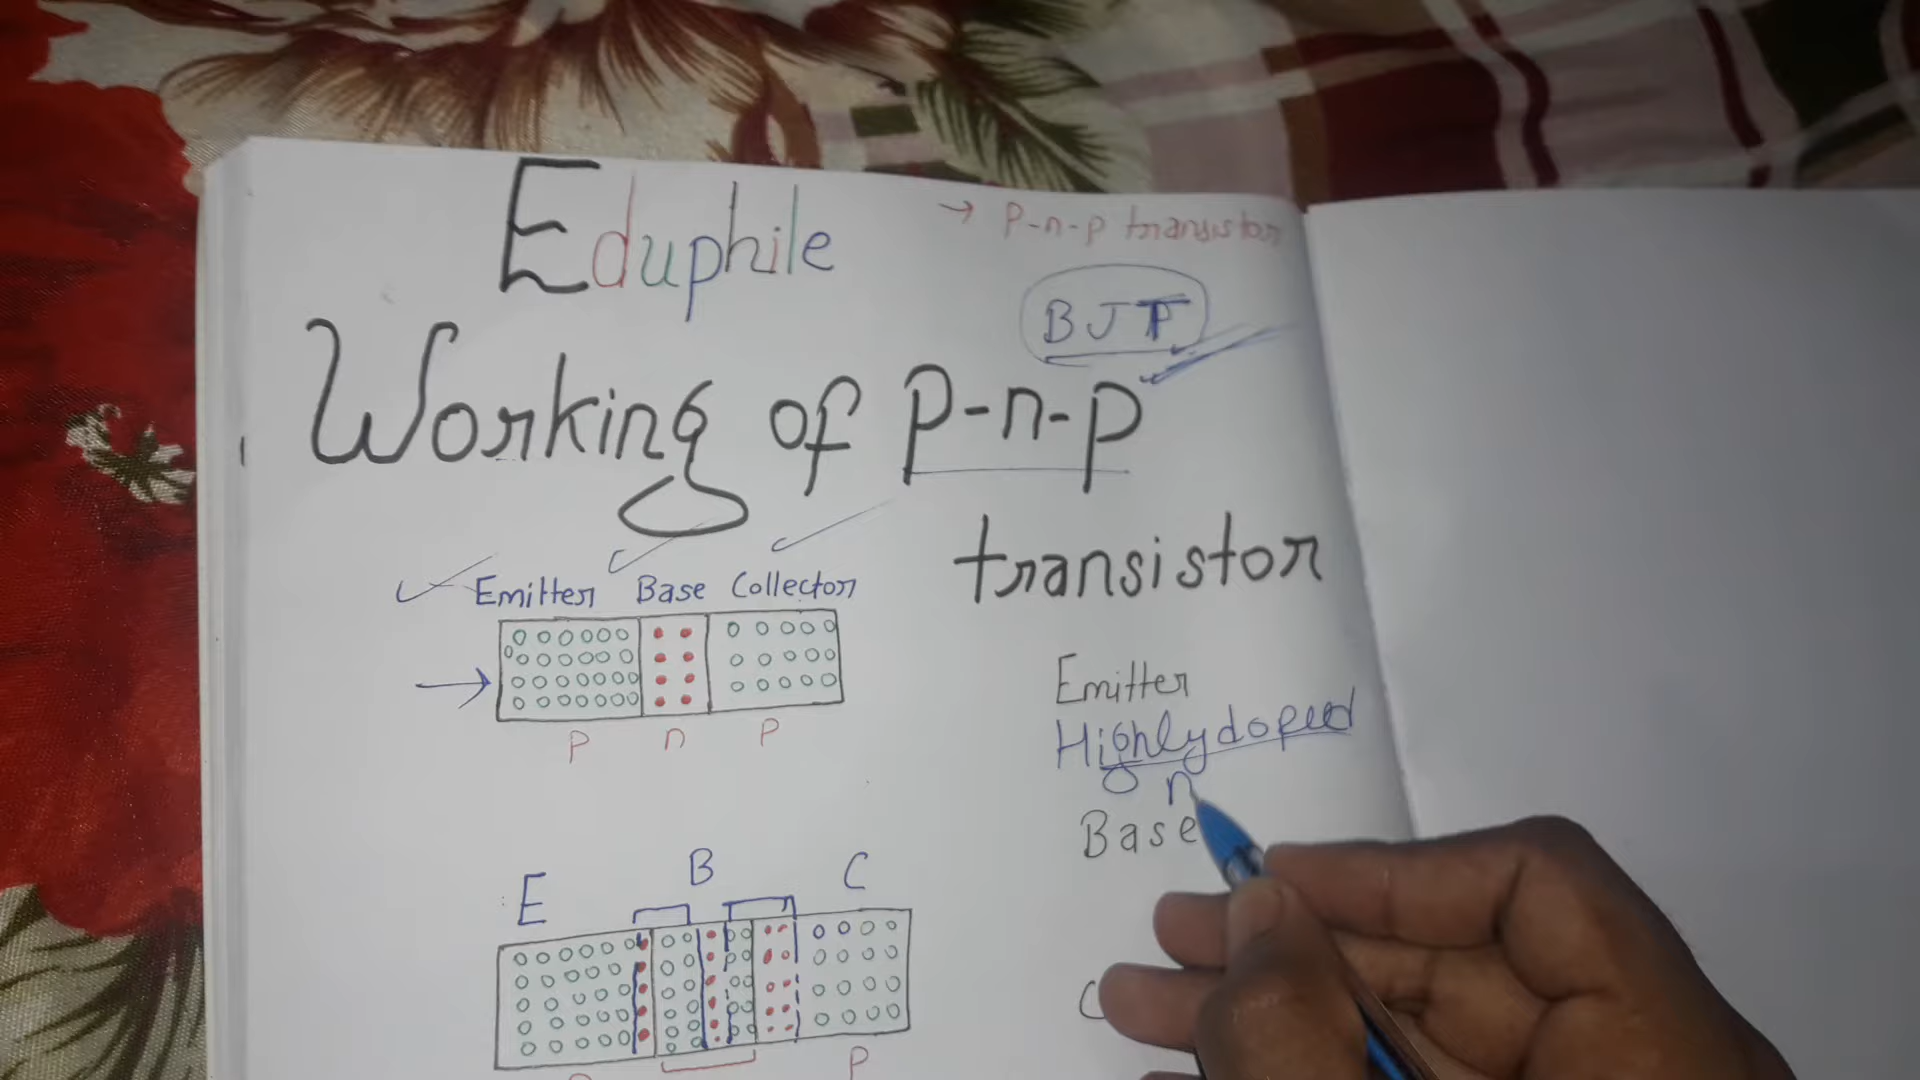 Eduphile
→ p-n-p transistor
BJT
Working of p-n-p
transistor
Emitter Base Collector
p n p
Emitter
Highly doped
n
Base
E B C
p